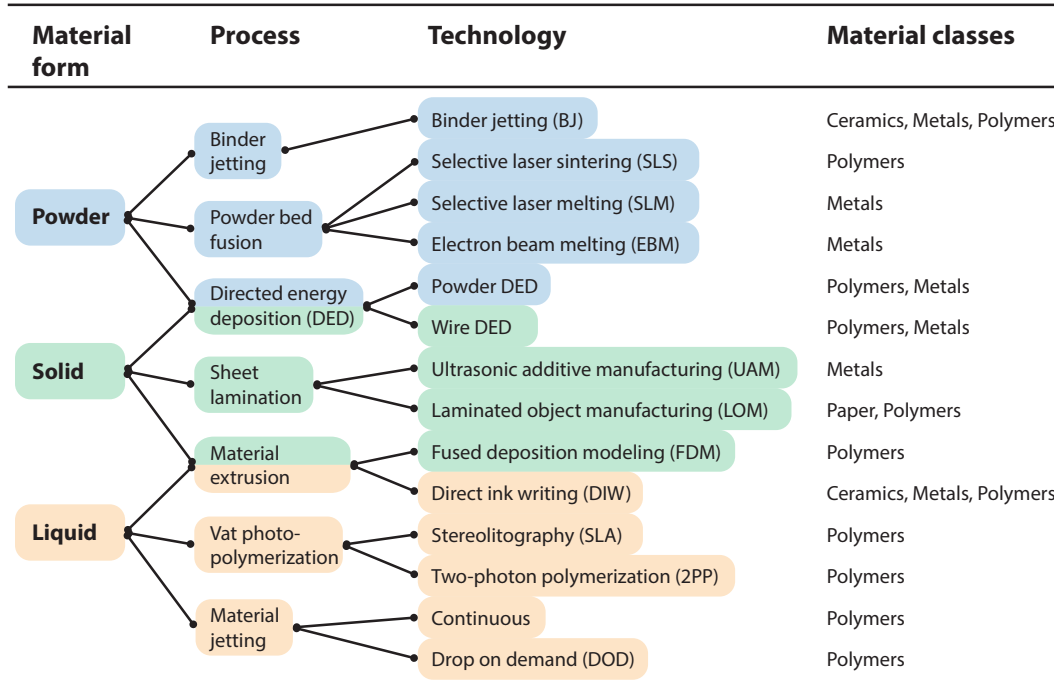 Material form Process Technology Material classes
Binder jetting Binder jetting (BJ) Ceramics, Metals, Polymers
Selective laser sintering (SLS) Polymers
Powder Powder bed fusion Selective laser melting (SLM) Metals
Electron beam melting (EBM) Metals
Directed energy deposition (DED) Powder DED Polymers, Metals
Wire DED Polymers, Metals
Solid Sheet lamination Ultrasonic additive manufacturing (UAM) Metals
Laminated object manufacturing (LOM) Paper, Polymers
Material extrusion Fused deposition modeling (FDM) Polymers
Direct ink writing (DIW) Ceramics, Metals, Polymers
Liquid Vat photo-polymerization Stereolitography (SLA) Polymers
Two-photon polymerization (2PP) Polymers
Material jetting Continuous Polymers
Drop on demand (DOD) Polymers